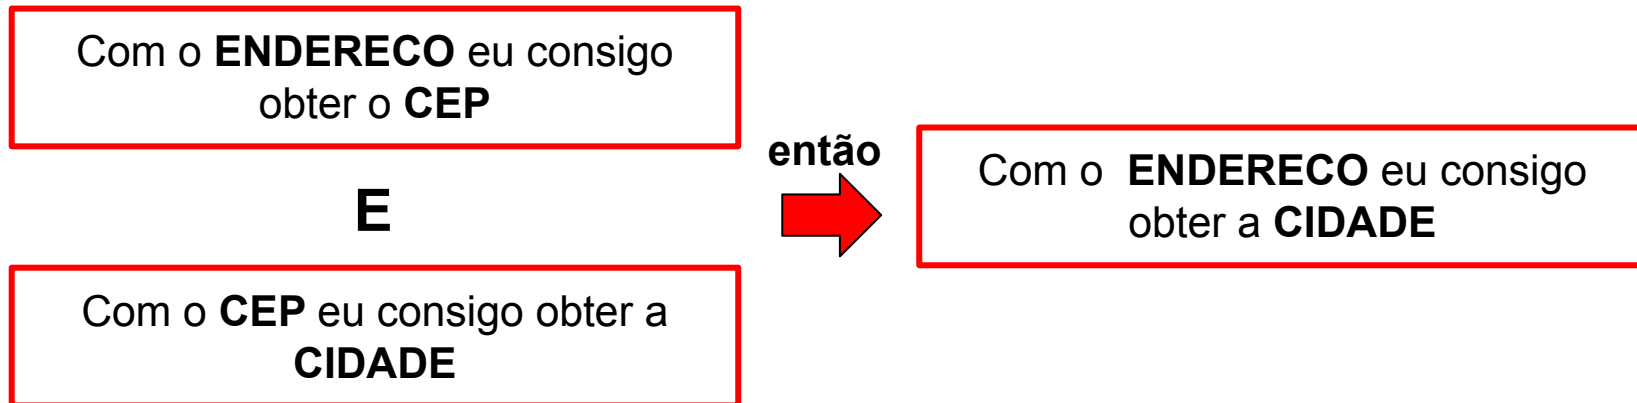 Com o ENDERECO eu consigo
obter o CEP
E
Com o CEP eu consigo obter a
CIDADE
então
Com o ENDERECO eu consigo
obter a CIDADE